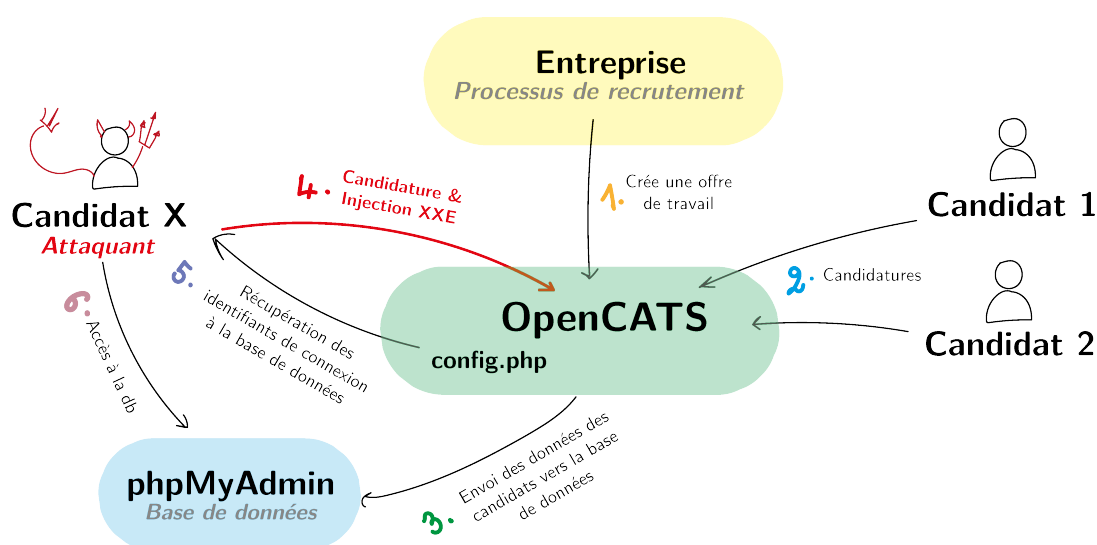 Entreprise
Processus de recrutement
1.
Crée une offre
de travail
Candidat X
Attaquant
4.
Candidature &
Injection XXE
Candidat 1
2.
Candidatures
Candidat 2
OpenCATS
config.php
5.
Récupération des
identifiants de connexion
à la base de données
6.
Accès à la db
3.
Envoi des données des
candidats vers la base
de données
phpMyAdmin
Base de données